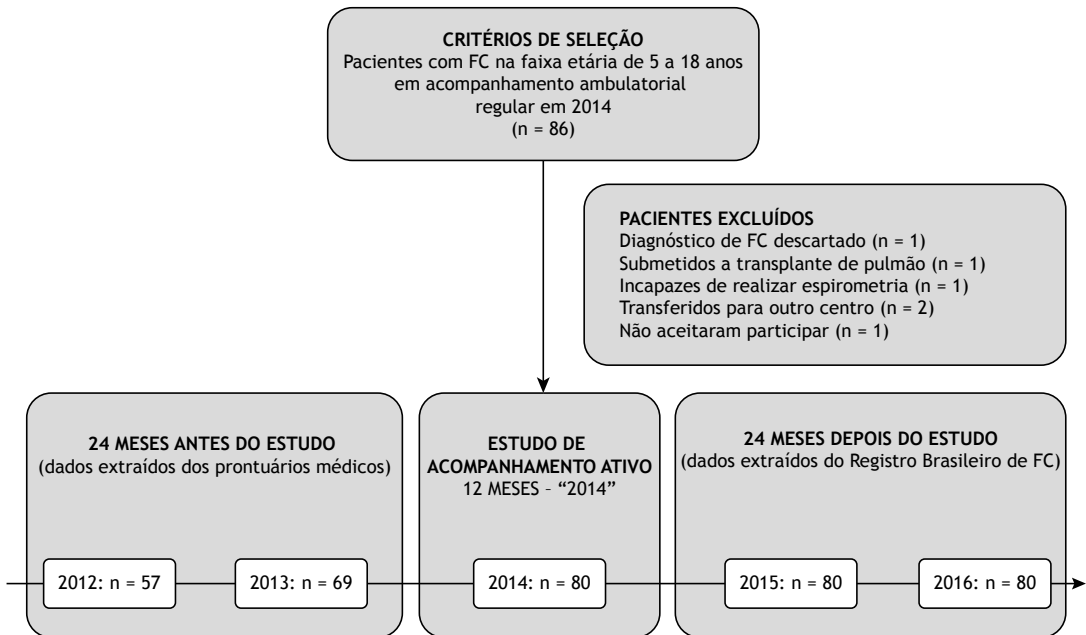 CRITÉRIOS DE SELEÇÃO
Pacientes com FC na faixa etária de 5 a 18 anos
em acompanhamento ambulatorial
regular em 2014
(n = 86)
PACIENTES EXCLUÍDOS
Diagnóstico de FC descartado (n = 1)
Submetidos a transplante de pulmão (n = 1)
Incapazes de realizar espirometria (n = 1)
Transferidos para outro centro (n = 2)
Não aceitaram participar (n = 1)
24 MESES ANTES DO ESTUDO
(dados extraídos dos prontuários médicos)
2012: n = 57
2013: n = 69
ESTUDO DE
ACOMPANHAMENTO ATIVO
12 MESES – “2014”
2014: n = 80
24 MESES DEPOIS DO ESTUDO
(dados extraídos do Registro Brasileiro de FC)
2015: n = 80
2016: n = 80